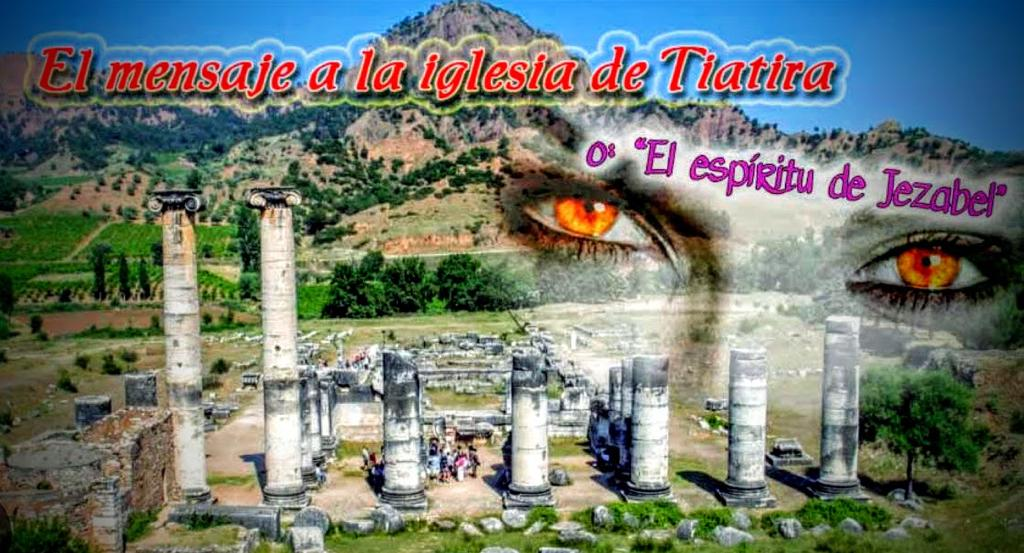 El mensaje a la iglesia de Tiatira
o: "El espíritu de Jezabel"